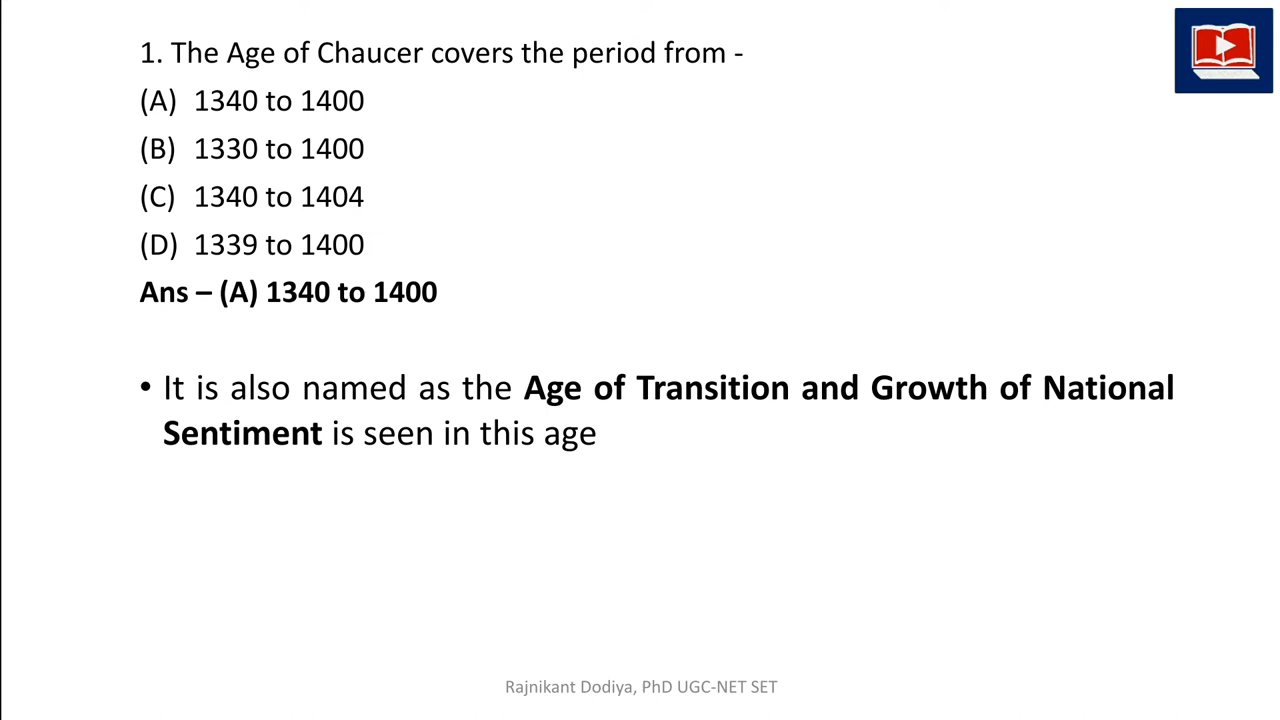 1. The Age of Chaucer covers the period from -
(A) 1340 to 1400
(B) 1330 to 1400
(C) 1340 to 1404
(D) 1339 to 1400
Ans – (A) 1340 to 1400
• It is also named as the Age of Transition and Growth of National
Sentiment is seen in this age
Rajnikant Dodiya, PhD UGC-NET SET